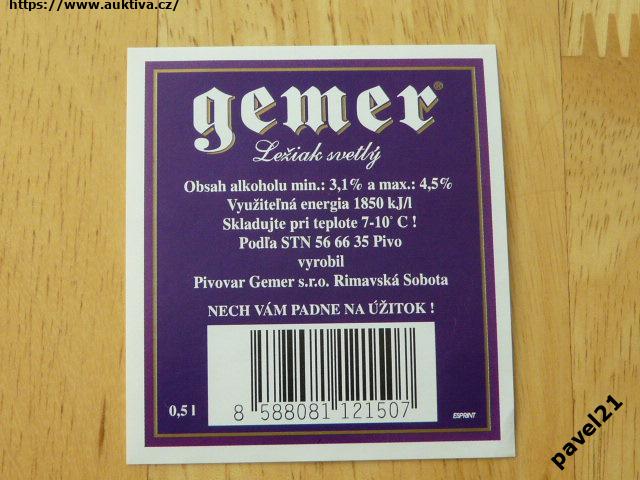 https://www.auktiva.cz/
gemer®
Ležiak svetlý
Obsah alkoholu min.: 3,1% a max.: 4,5%
Využiteľná energia 1850 kJ/l
Skladujte pri teplote 7-10° C !
Podľa STN 56 66 35 Pivo
vyrobil
Pivovar Gemer s.r.o. Rimavská Sobota
NECH VÁM PADNE NA ÚŽITOK !
0,5 l
8 588081 121507
ESPRINT
pavel21